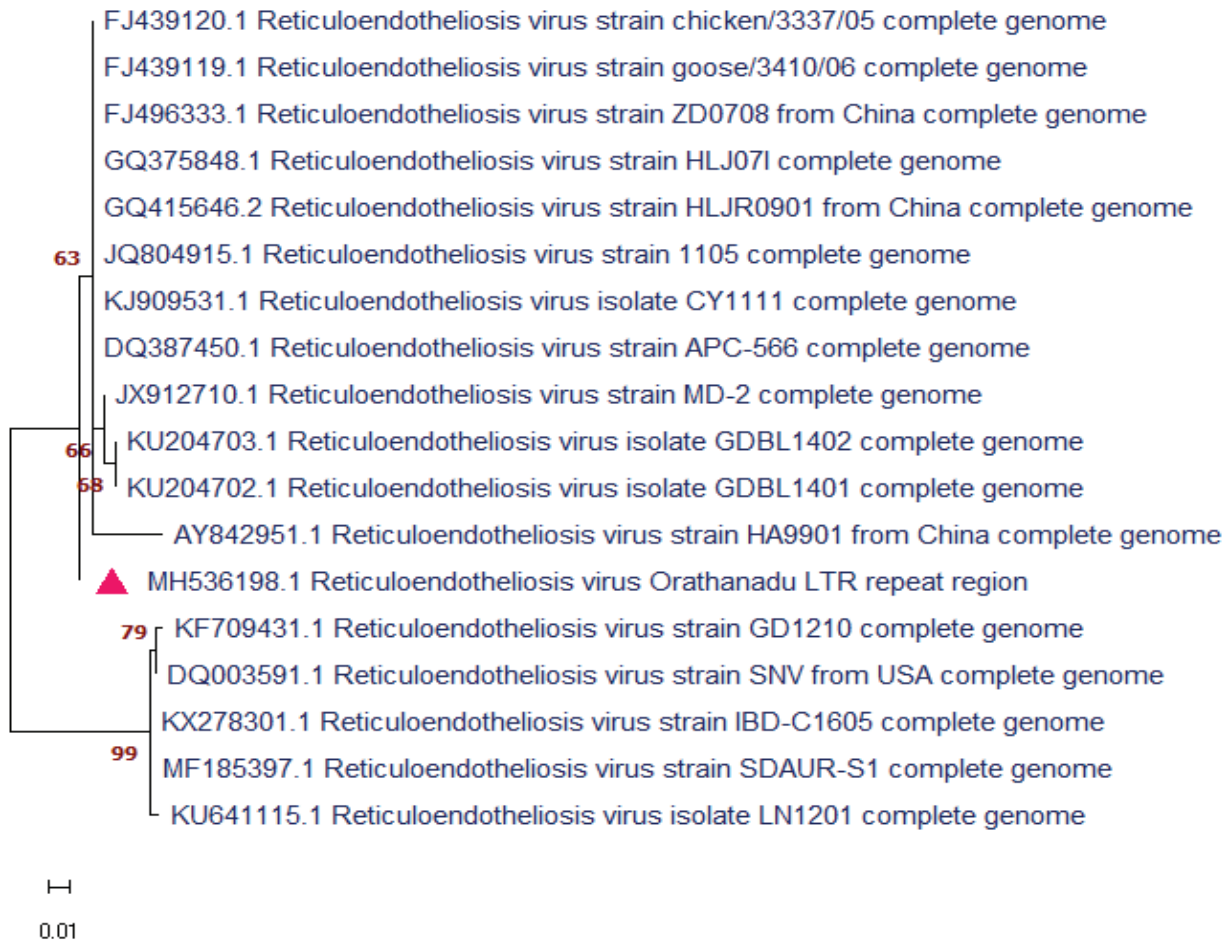 FJ439120.1 Reticuloendotheliosis virus strain chicken/3337/05 complete genome
FJ439119.1 Reticuloendotheliosis virus strain goose/3410/06 complete genome
FJ496333.1 Reticuloendotheliosis virus strain ZD0708 from China complete genome
GQ375848.1 Reticuloendotheliosis virus strain HLJ07I complete genome
GQ415646.2 Reticuloendotheliosis virus strain HLJR0901 from China complete genome
63 JQ804915.1 Reticuloendotheliosis virus strain 1105 complete genome
KJ909531.1 Reticuloendotheliosis virus isolate CY1111 complete genome
DQ387450.1 Reticuloendotheliosis virus strain APC-566 complete genome
JX912710.1 Reticuloendotheliosis virus strain MD-2 complete genome
66 KU204703.1 Reticuloendotheliosis virus isolate GDBL1402 complete genome
68 KU204702.1 Reticuloendotheliosis virus isolate GDBL1401 complete genome
AY842951.1 Reticuloendotheliosis virus strain HA9901 from China complete genome
MH536198.1 Reticuloendotheliosis virus Orathanadu LTR repeat region
79 KF709431.1 Reticuloendotheliosis virus strain GD1210 complete genome
DQ003591.1 Reticuloendotheliosis virus strain SNV from USA complete genome
KX278301.1 Reticuloendotheliosis virus strain IBD-C1605 complete genome
99 MF185397.1 Reticuloendotheliosis virus strain SDAUR-S1 complete genome
KU641115.1 Reticuloendotheliosis virus isolate LN1201 complete genome
0.01